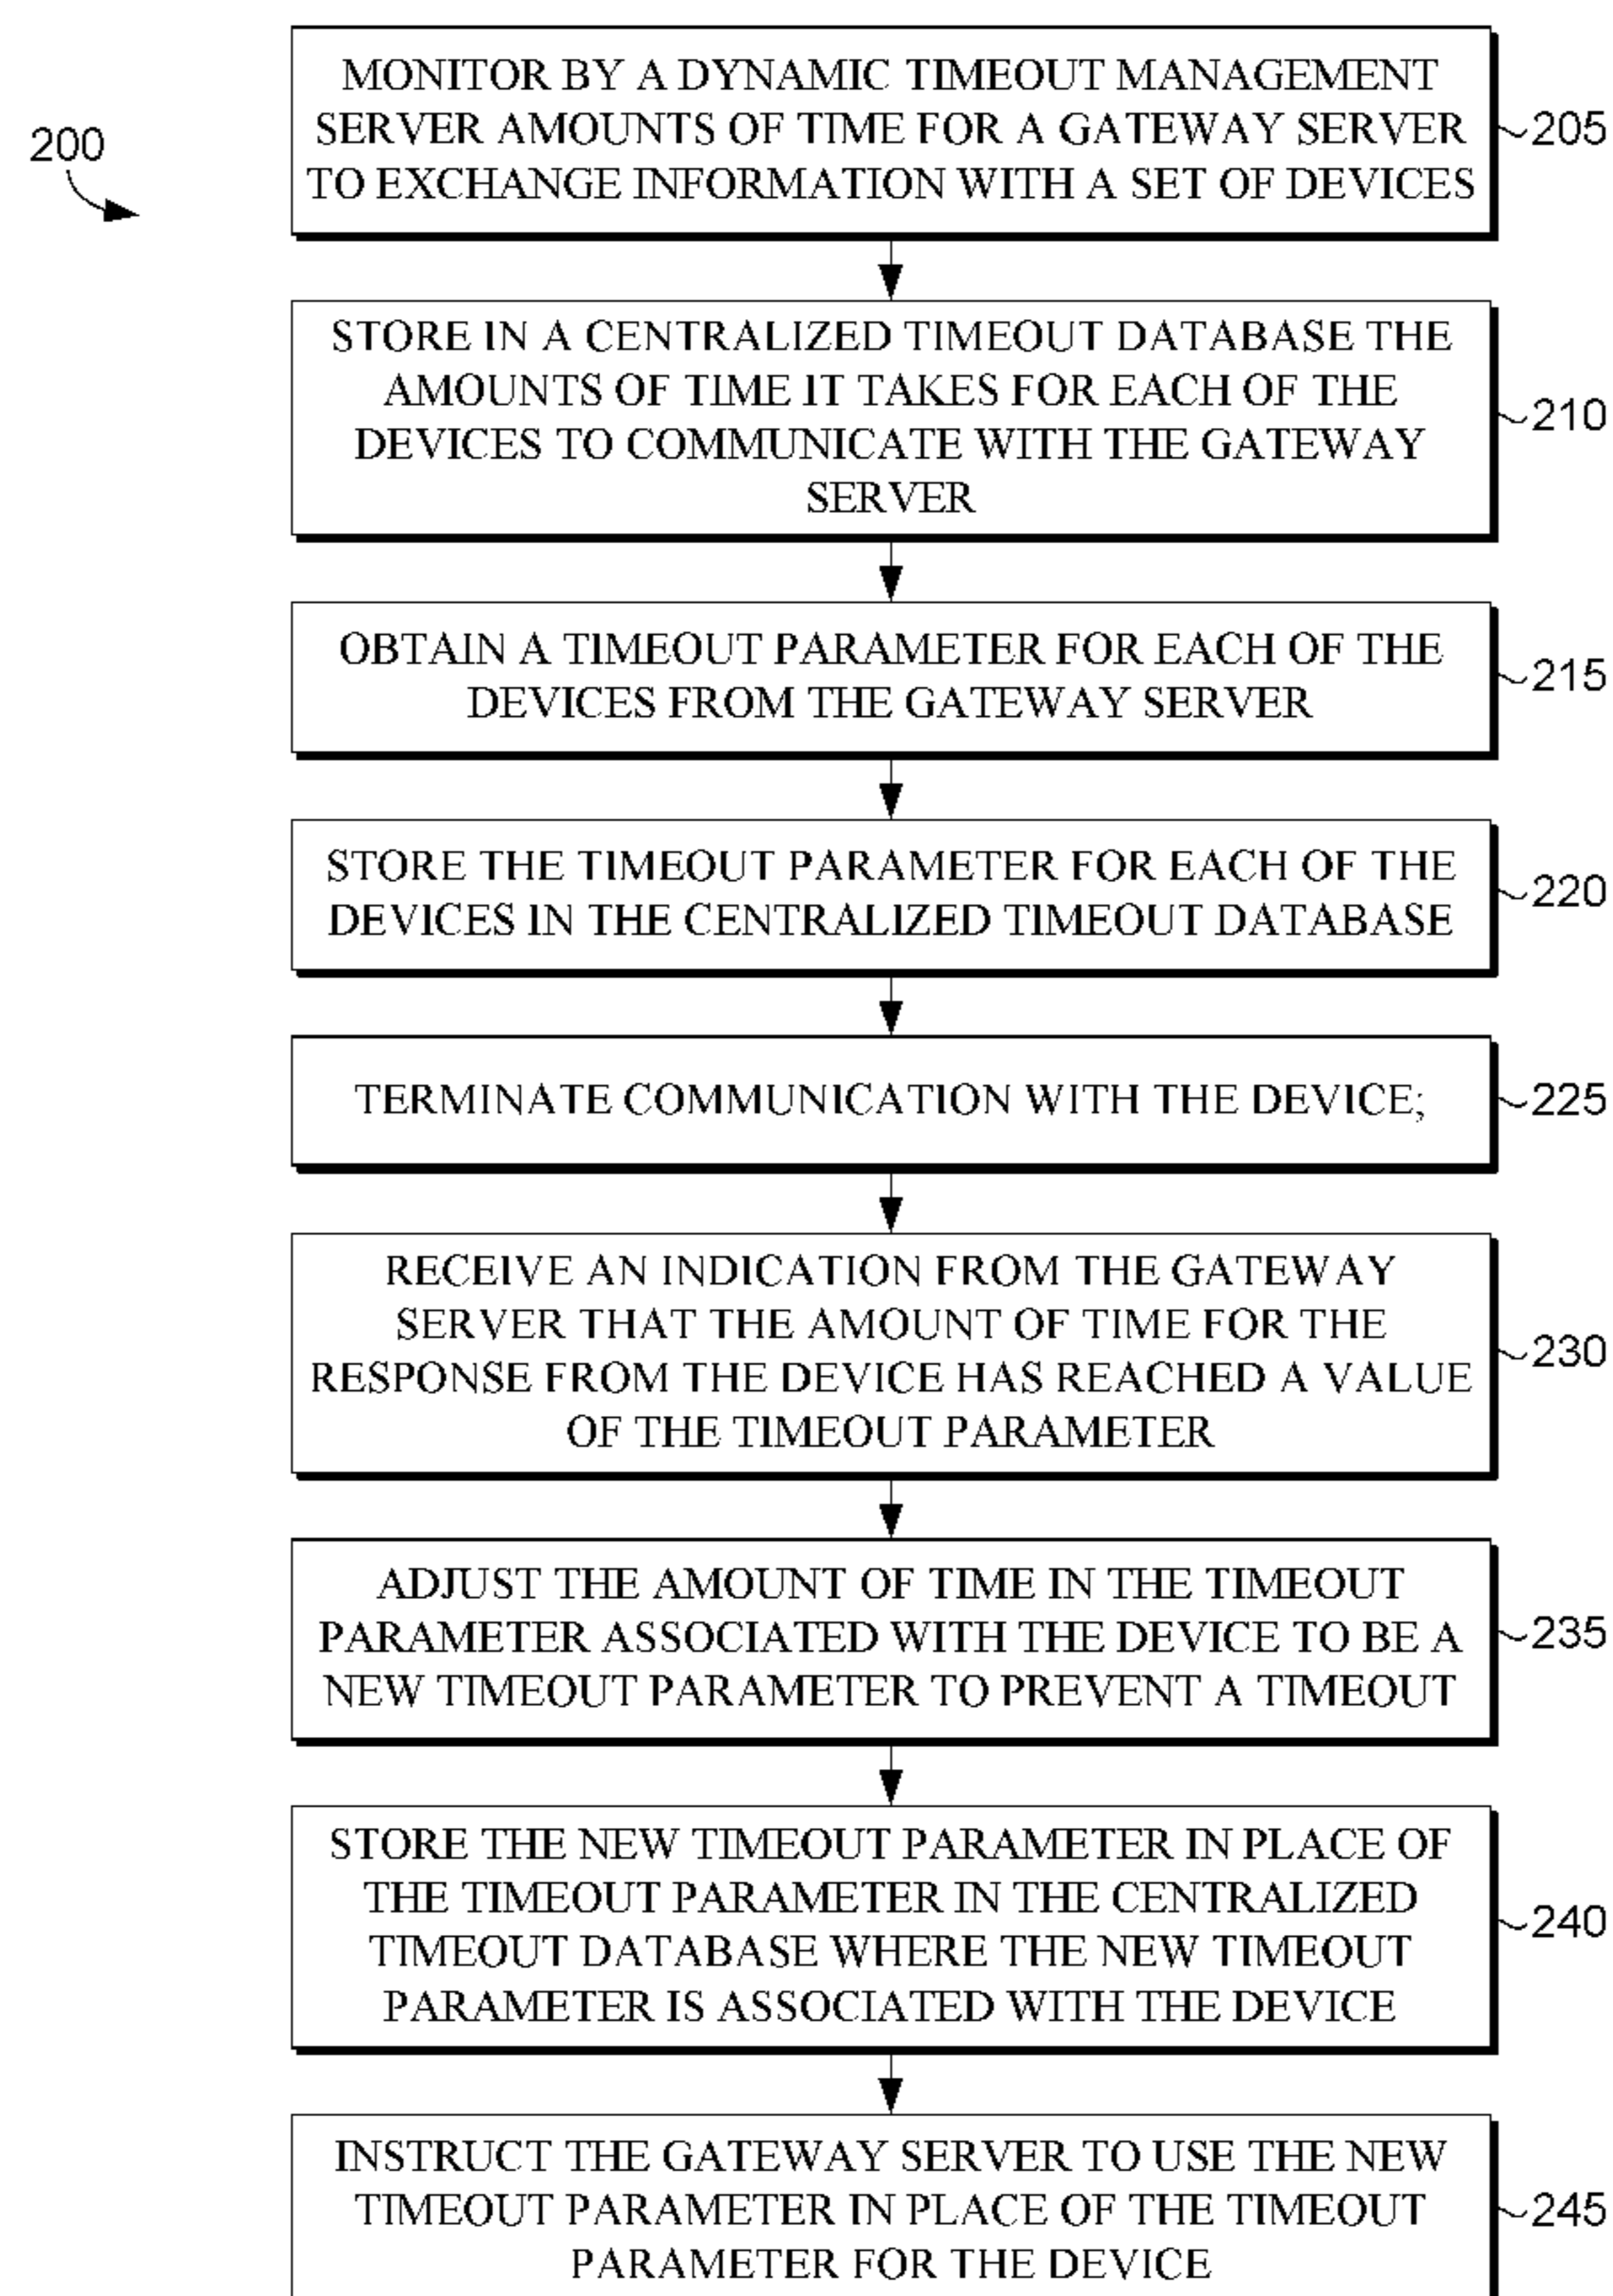 200
MONITOR BY A DYNAMIC TIMEOUT MANAGEMENT
SERVER AMOUNTS OF TIME FOR A GATEWAY SERVER
TO EXCHANGE INFORMATION WITH A SET OF DEVICES
205
STORE IN A CENTRALIZED TIMEOUT DATABASE THE
AMOUNTS OF TIME IT TAKES FOR EACH OF THE
DEVICES TO COMMUNICATE WITH THE GATEWAY
SERVER
210
OBTAIN A TIMEOUT PARAMETER FOR EACH OF THE
DEVICES FROM THE GATEWAY SERVER
215
STORE THE TIMEOUT PARAMETER FOR EACH OF THE
DEVICES IN THE CENTRALIZED TIMEOUT DATABASE
220
TERMINATE COMMUNICATION WITH THE DEVICE;
225
RECEIVE AN INDICATION FROM THE GATEWAY
SERVER THAT THE AMOUNT OF TIME FOR THE
RESPONSE FROM THE DEVICE HAS REACHED A VALUE
OF THE TIMEOUT PARAMETER
230
ADJUST THE AMOUNT OF TIME IN THE TIMEOUT
PARAMETER ASSOCIATED WITH THE DEVICE TO BE A
NEW TIMEOUT PARAMETER TO PREVENT A TIMEOUT
235
STORE THE NEW TIMEOUT PARAMETER IN PLACE OF
THE TIMEOUT PARAMETER IN THE CENTRALIZED
TIMEOUT DATABASE WHERE THE NEW TIMEOUT
PARAMETER IS ASSOCIATED WITH THE DEVICE
240
INSTRUCT THE GATEWAY SERVER TO USE THE NEW
TIMEOUT PARAMETER IN PLACE OF THE TIMEOUT
PARAMETER FOR THE DEVICE
245